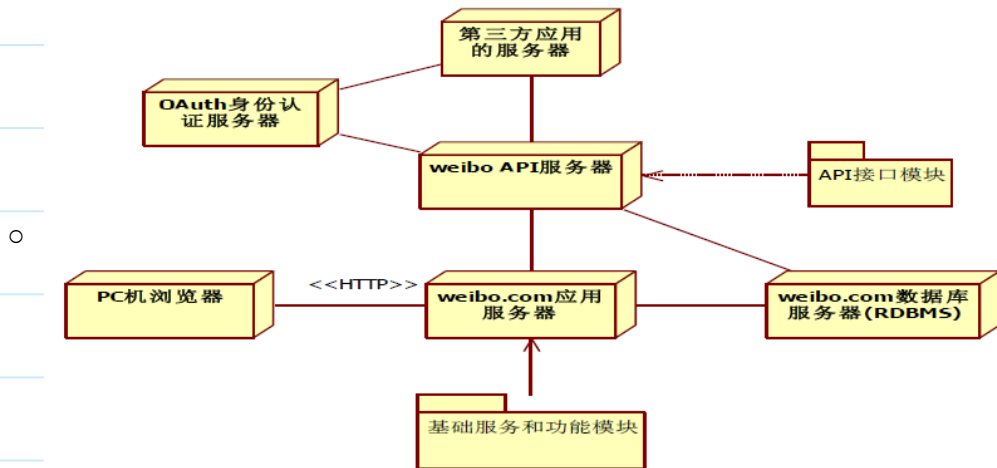 第三方应用
的服务器
OAuth身份认
证服务器
weibo API服务器
API接口模块
PC机浏览器
<<HTTP>>
weibo.com应用
服务器
weibo.com数据库
服务器(RDBMS)
基础服务和功能模块